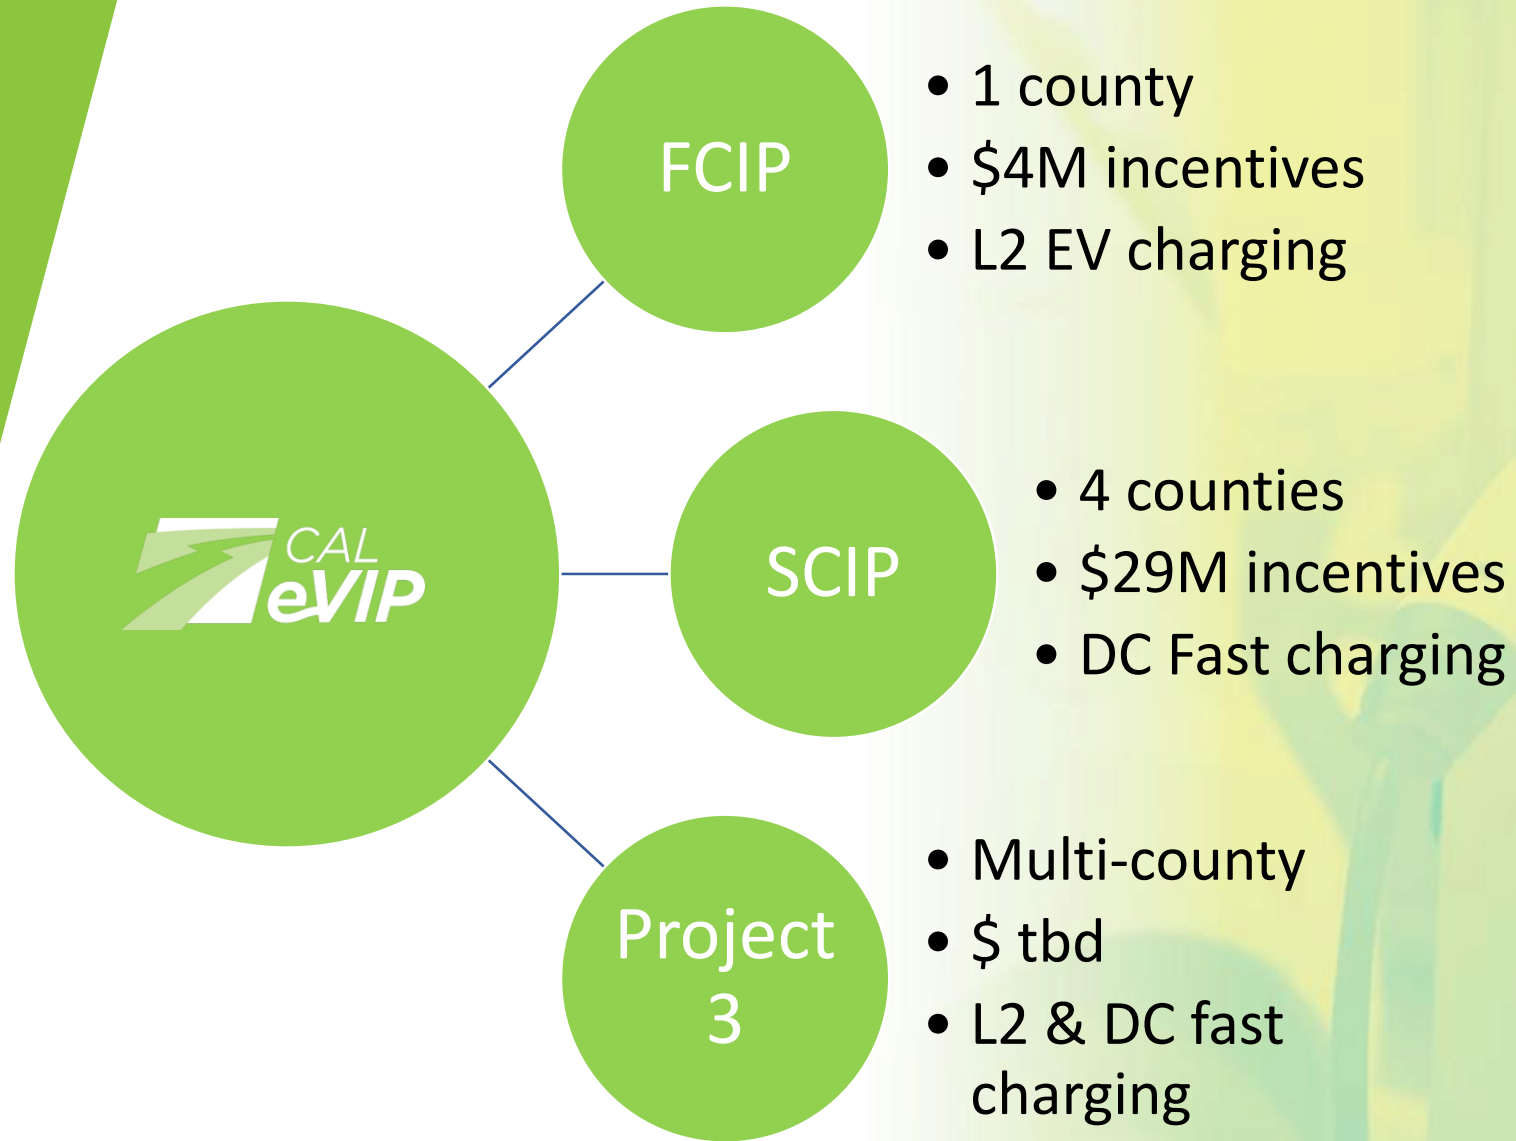 FCIP
• 1 county
• $4M incentives
• L2 EV charging
CAL
eVIP
SCIP
• 4 counties
• $29M incentives
• DC Fast charging
Project
3
• Multi-county
• $ tbd
• L2 & DC fast
charging